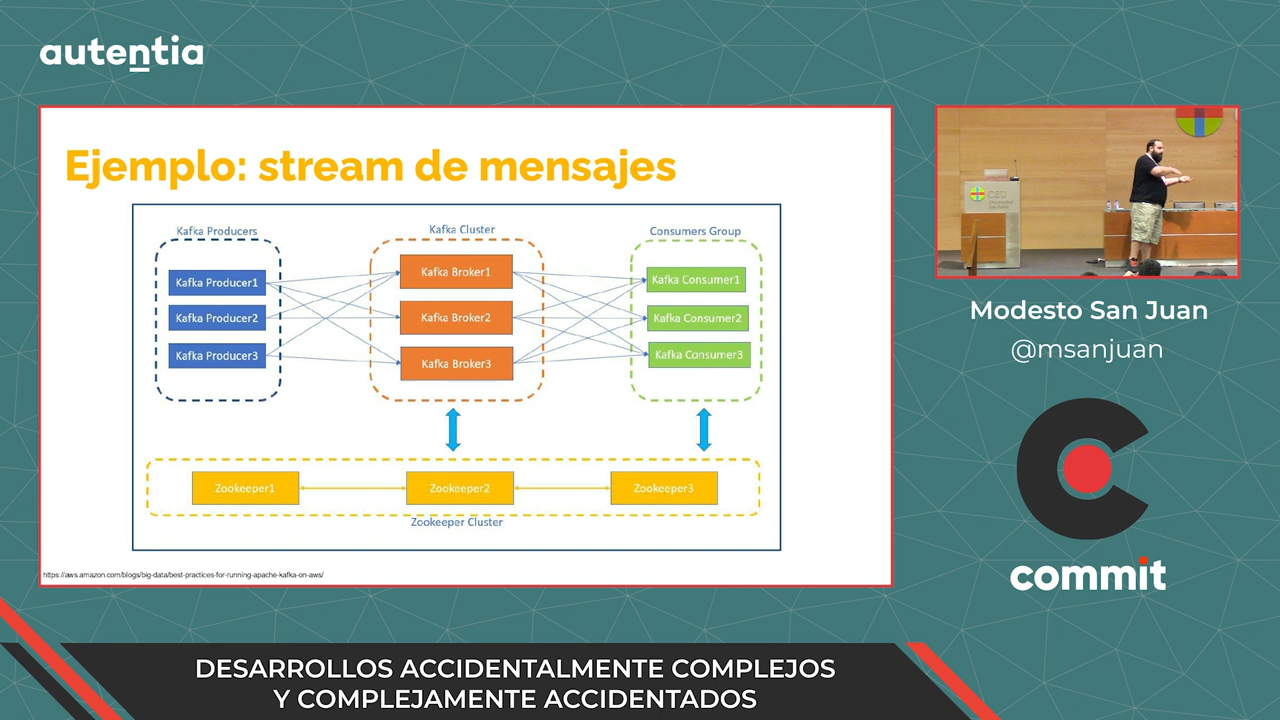 autentia
Ejemplo: stream de mensajes
Kafka Producers
Kafka Cluster
Consumers Group
Kafka Producer1
Kafka Broker1
Kafka Consumer1
Kafka Producer2
Kafka Broker2
Kafka Consumer2
Kafka Producer3
Kafka Broker3
Kafka Consumer3
Zookeeper1
Zookeeper2
Zookeeper3
Zookeeper Cluster
https://aws.amazon.com/blogs/big-data/best-practices-for-running-apache-kafka-on-aws/
CEU
Modesto San Juan
@msanjuan
commit
DESARROLLOS ACCIDENTALMENTE COMPLEJOS
Y COMPLEJAMENTE ACCIDENTADOS